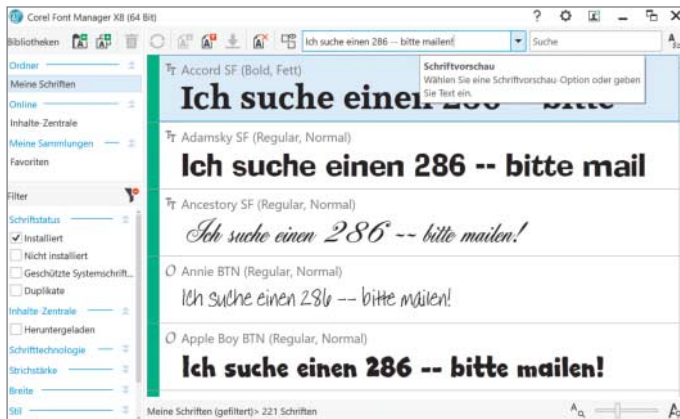 Corel Font Manager X8 (64 Bit)
Bibliotheken
Ich suche einen 286 -- bitte mailen!
Suche
Ordner
Meine Schriften
Online
Inhalte-Zentrale
Meine Sammlungen
Favoriten
Filter
Schriftstatus
Installiert
Nicht installiert
Geschützte Systemschrift...
Duplikate
Inhalte-Zentrale
Heruntergeladen
Schrifttechnologie
Strichstärke
Breite
Stil
Schriftvorschau
Wählen Sie eine Schriftvorschau-Option oder geben
Sie Text ein.
Accord SF (Bold, Fett)
Ich suche einen 286 -- bitte
Adamsky SF (Regular, Normal)
Ich suche einen 286 -- bitte mail
Ancestory SF (Regular, Normal)
Ich suche einen 286 -- bitte mailen!
Annie BTN (Regular, Normal)
Ich suche einen 286 -- bitte mailen!
Apple Boy BTN (Regular, Normal)
Ich suche einen 286 -- bitte mailen!
Meine Schriften (gefiltert)> 221 Schriften